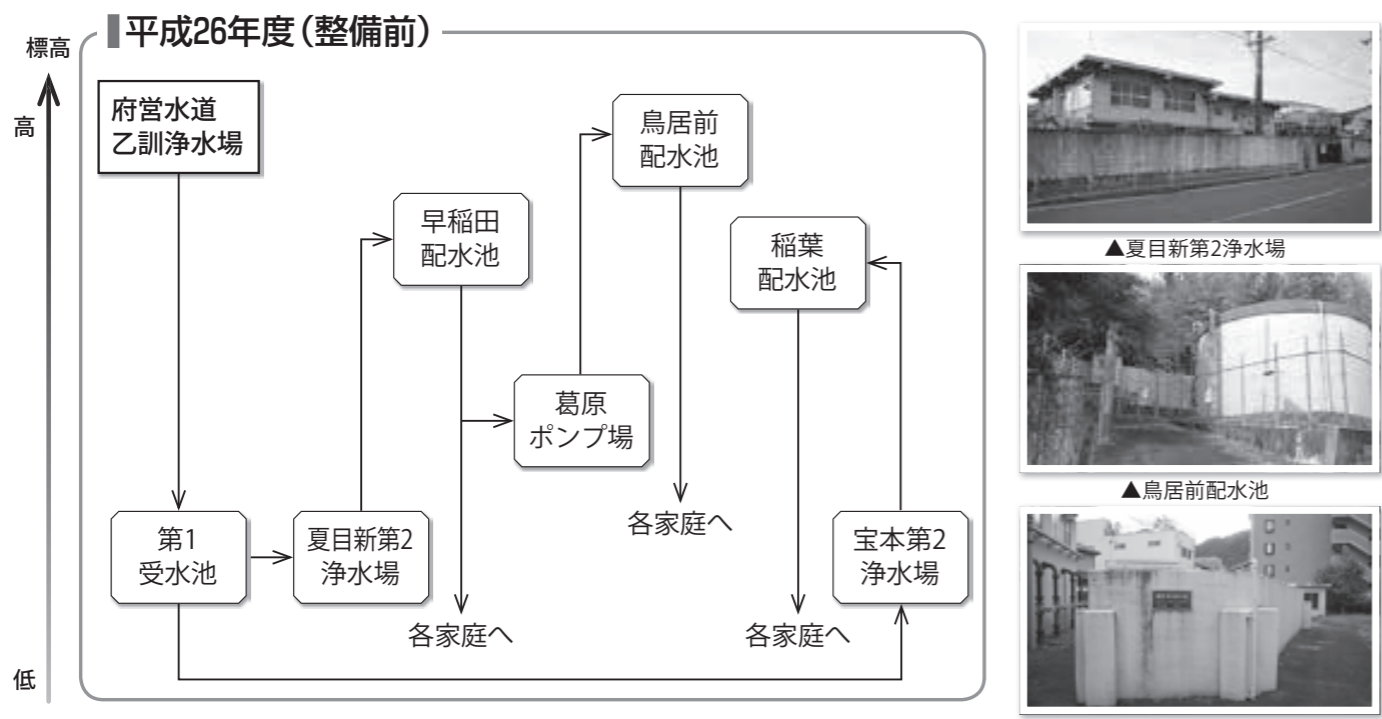 平成26年度（整備前）
標高
高
低
府営水道
乙訓浄水場
鳥居前
配水池
早稲田
配水池
稲葉
配水池
葛原
ポンプ場
第1
受水池
夏目新第2
浄水場
宝本第2
浄水場
各家庭へ
各家庭へ
各家庭へ
▲夏目新第2浄水場
▲鳥居前配水池